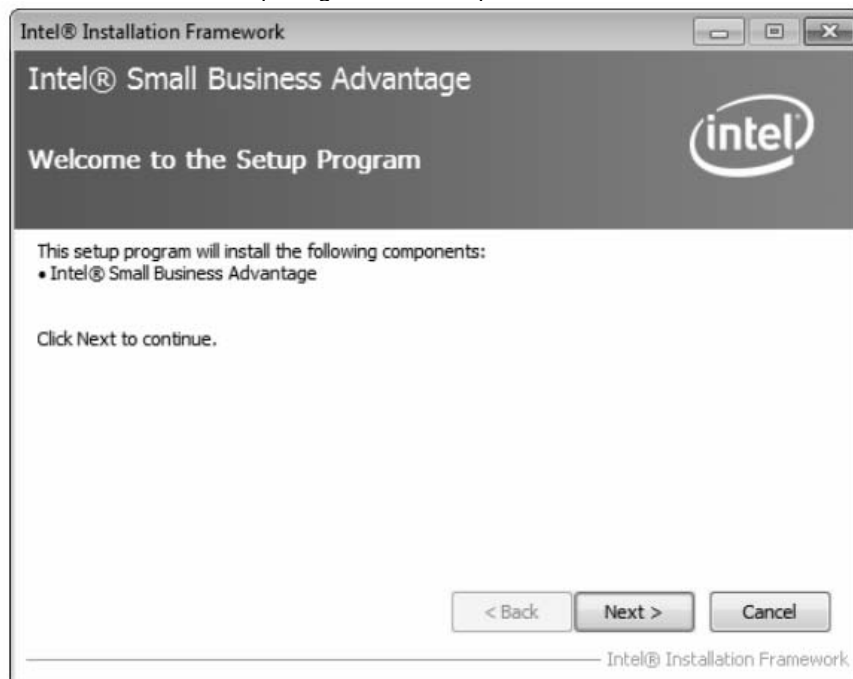 Intel® Installation Framework
Intel® Small Business Advantage
intel
Welcome to the Setup Program
This setup program will install the following components:
• Intel® Small Business Advantage
Click Next to continue.
< Back Next > Cancel
Intel® Installation Framework